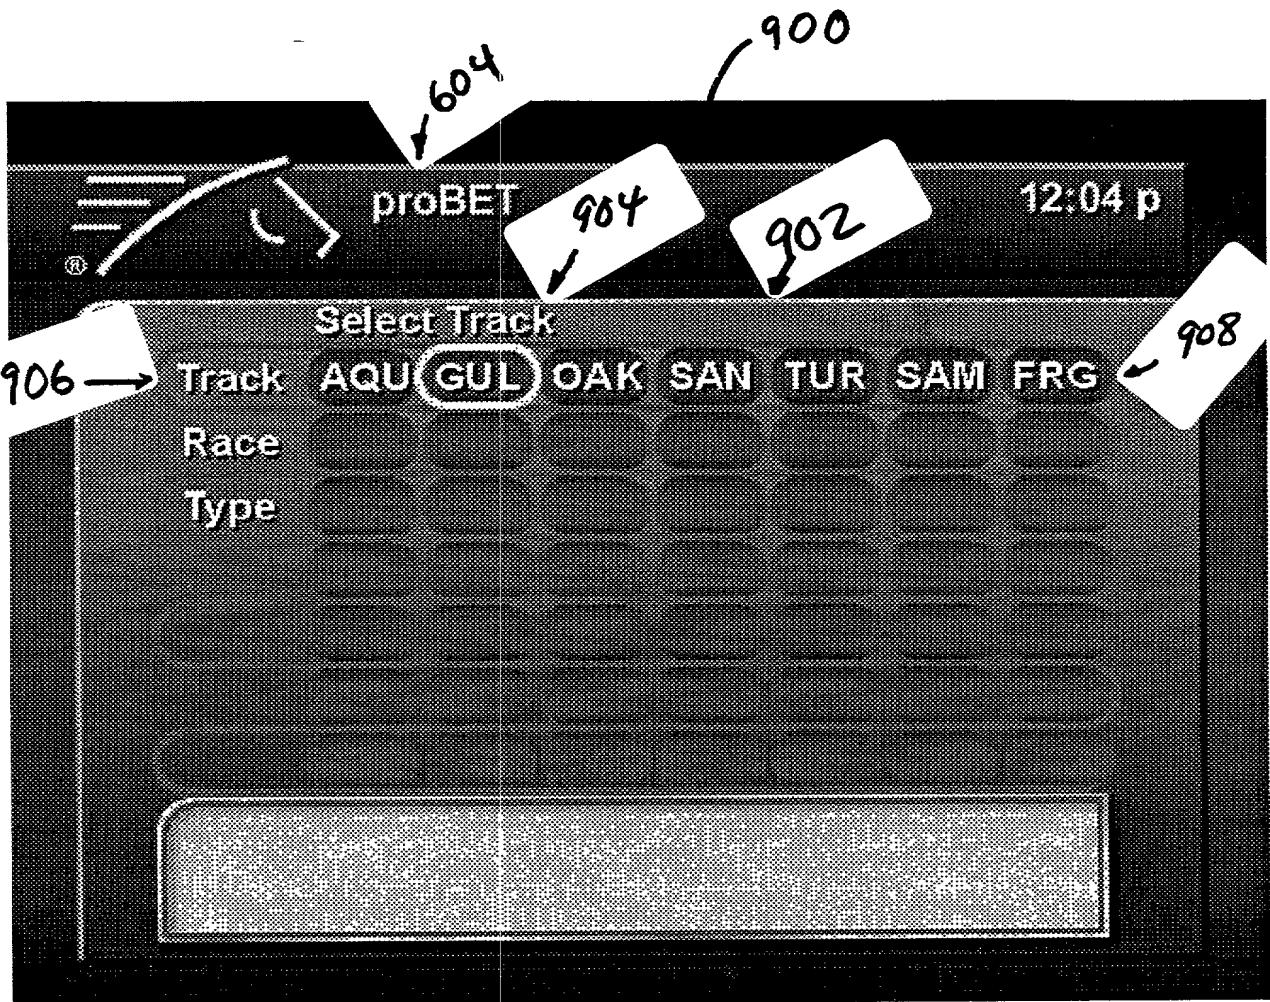 900
604
proBET
904
902
12:04 p
®
Select Track
908
906
Track AQU GUL OAK SAN TUR SAM FRG
Race
Type